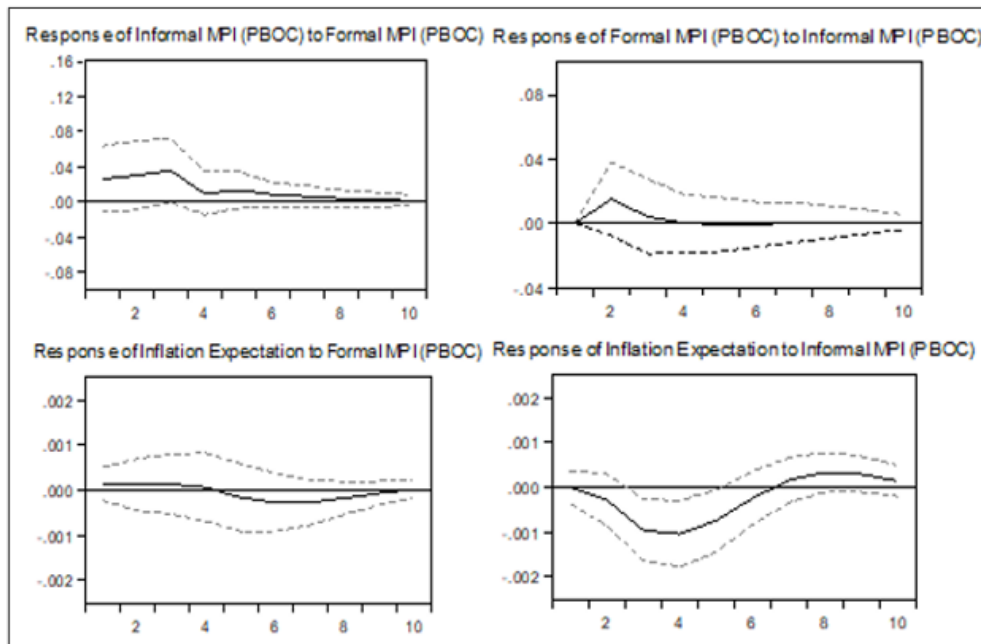 Response of Informal MPI (PBOC) to Formal MPI (PBOC)
.16
.12
.08
.04
.00
-.04
-.08
2 4 6 8 10
Response of Formal MPI (PBOC) to Informal MPI (PBOC)
.08
.04
.00
-.04
2 4 6 8 10
Response of Inflation Expectation to Formal MPI (PBOC)
.002
.001
.000
-.001
-.002
2 4 6 8 10
Response of Inflation Expectation to Informal MPI (PBOC)
.002
.001
.000
-.001
-.002
2 4 6 8 10